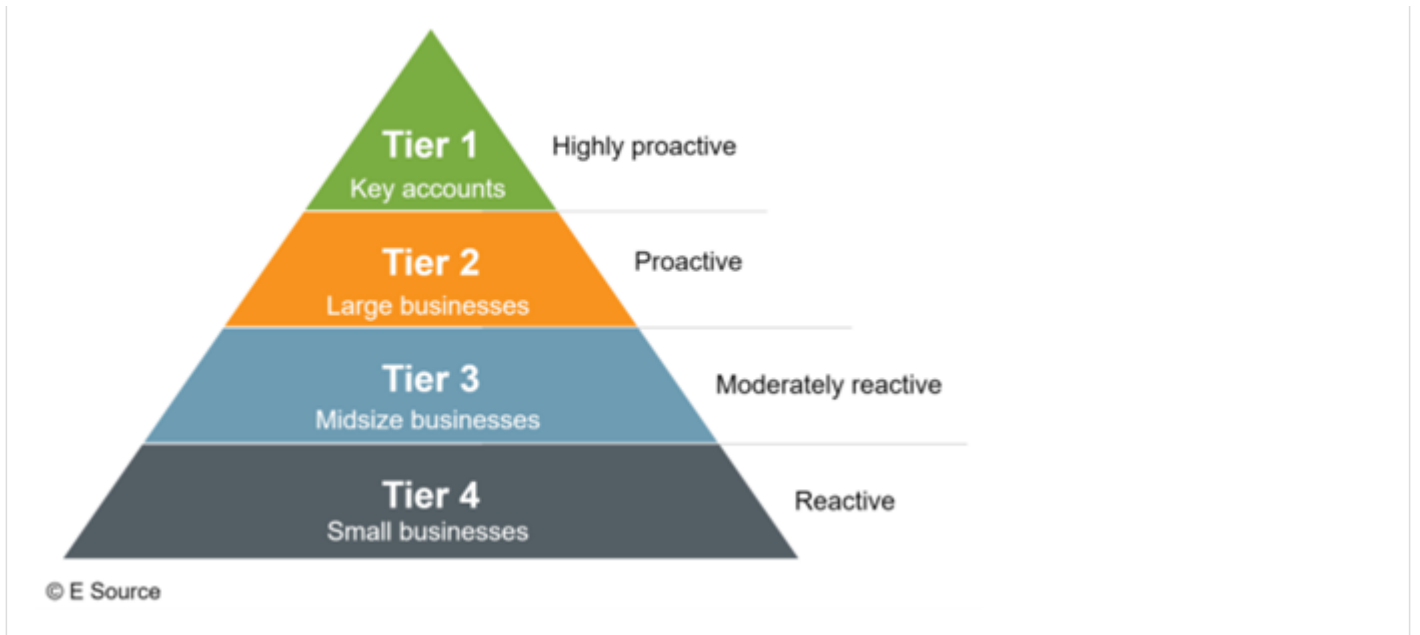 Tier 1
Key accounts
Highly proactive
Tier 2
Large businesses
Proactive
Tier 3
Midsize businesses
Moderately reactive
Tier 4
Small businesses
Reactive
© E Source